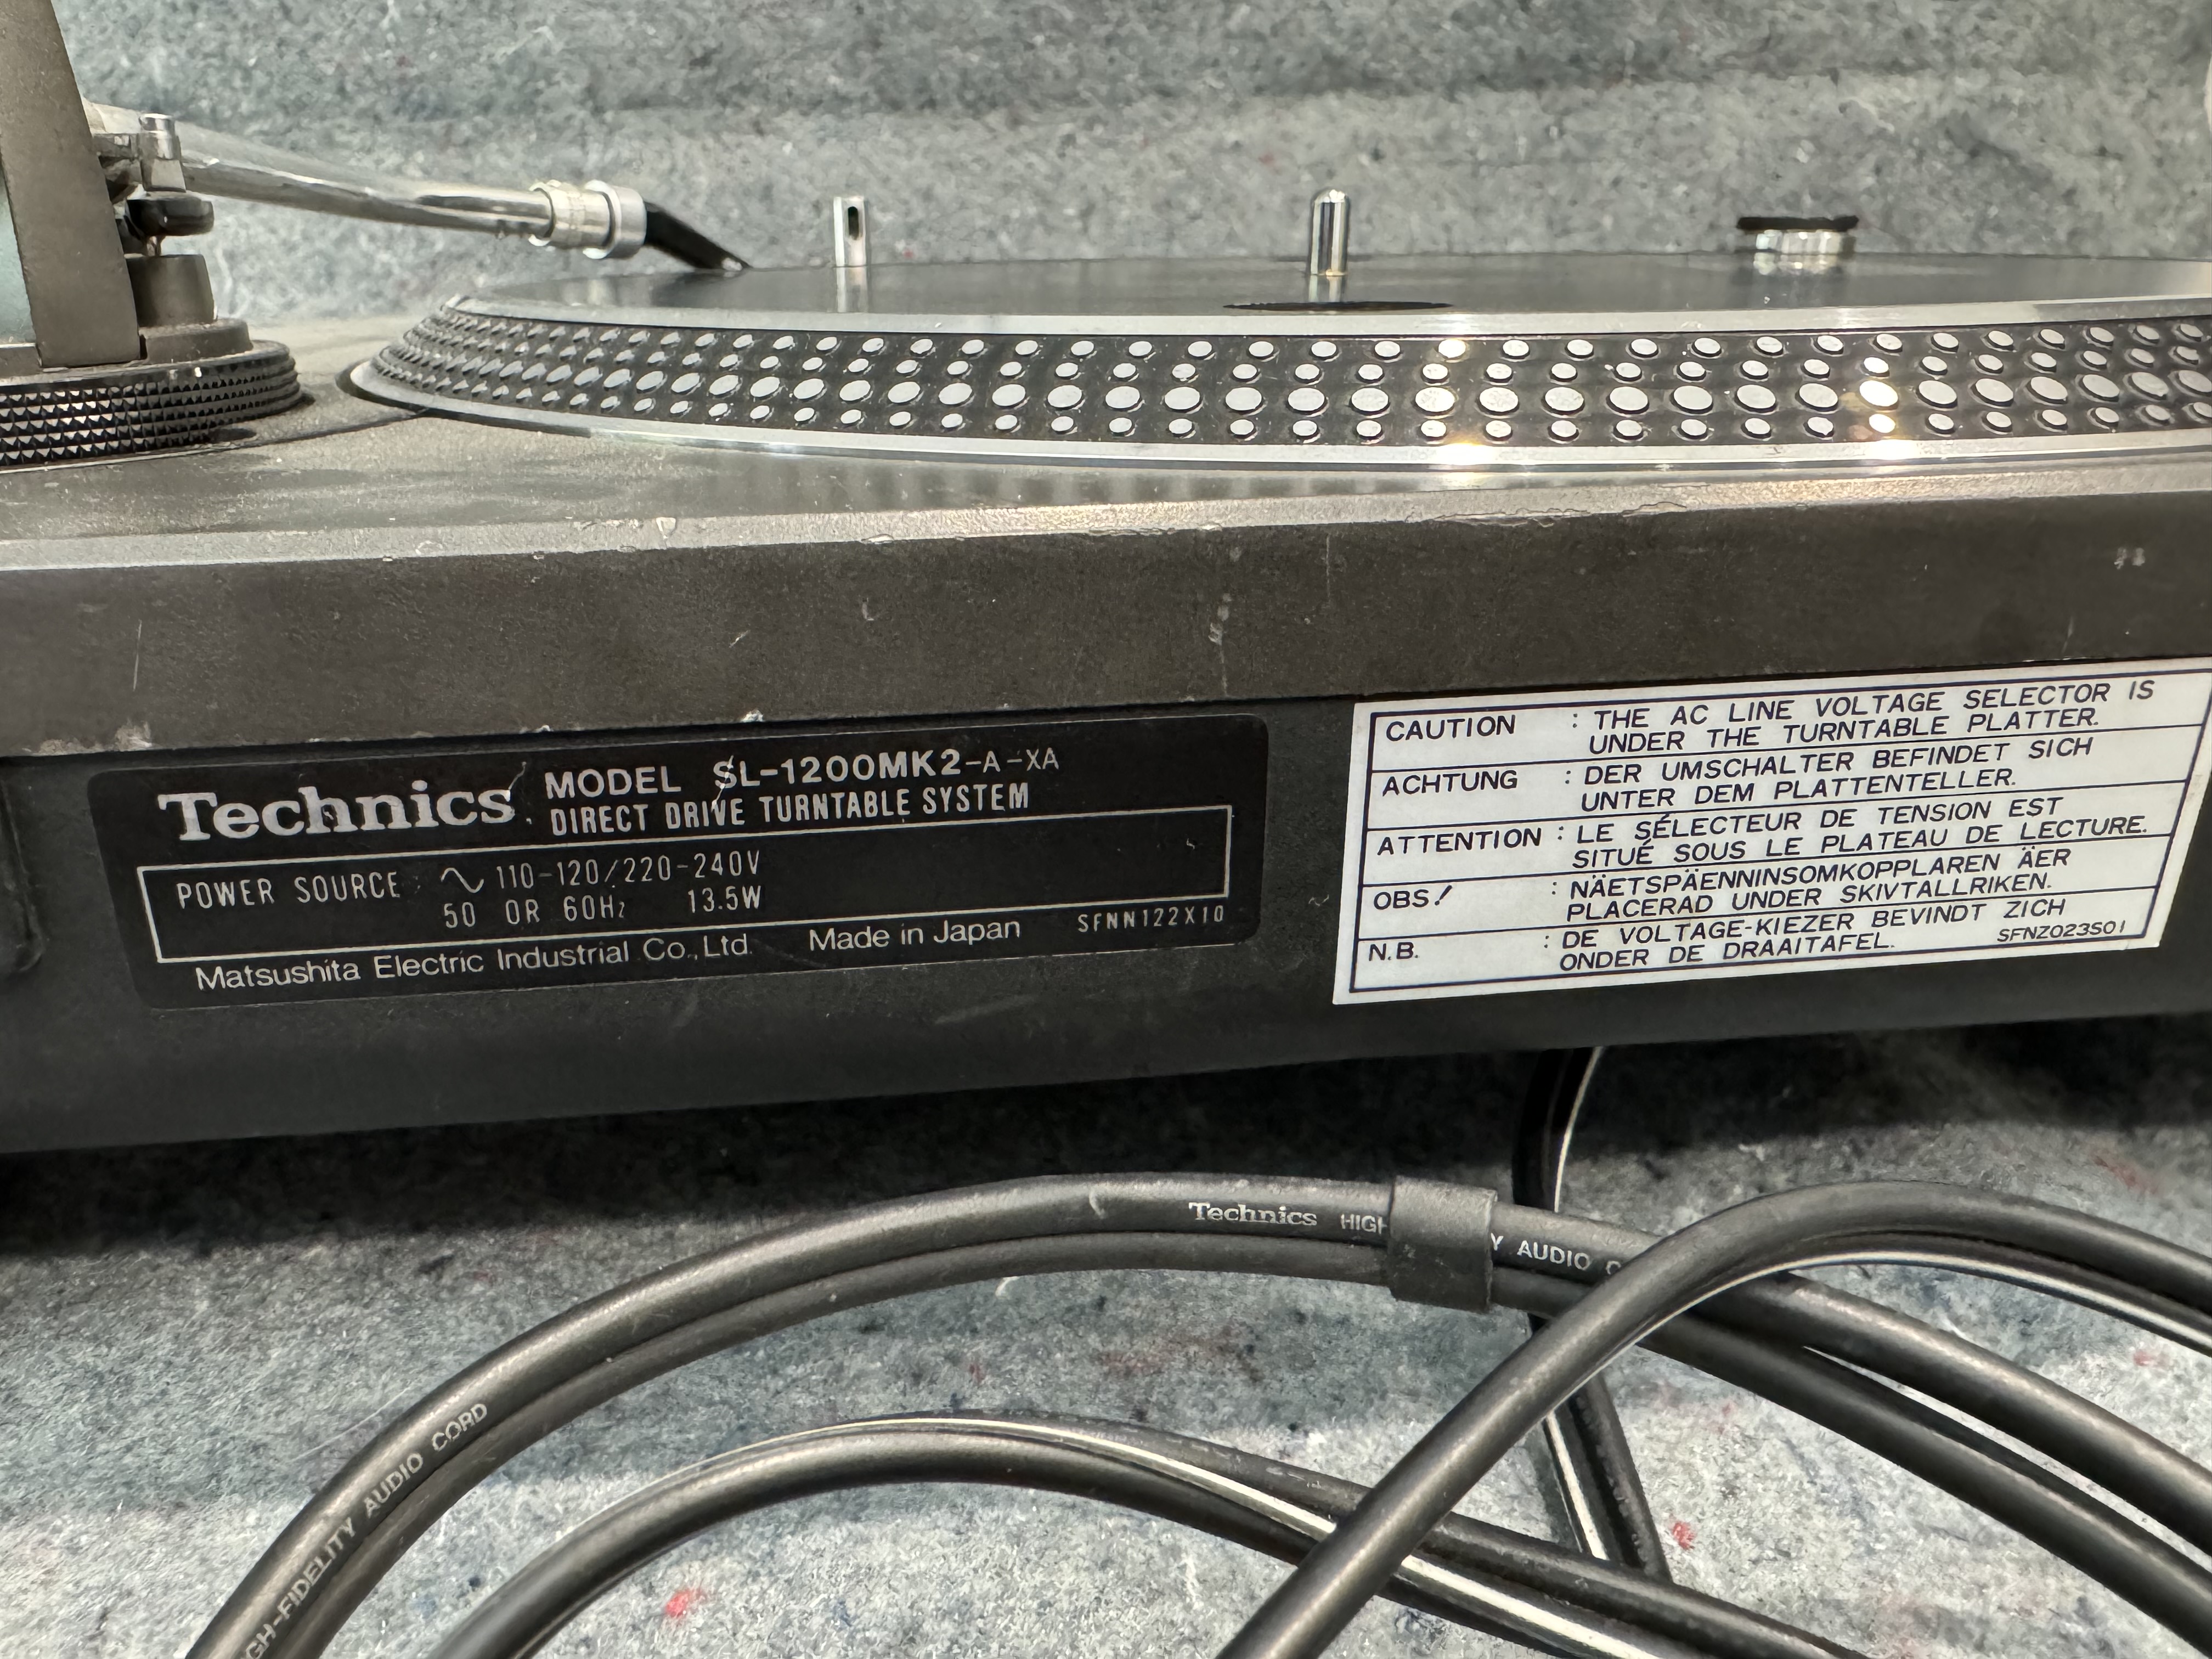 Technics MODEL SL-1200MK2-A-XA
DIRECT DRIVE TURNTABLE SYSTEM
POWER SOURCE : ∿ 110-120/220-240V
50 OR 60Hz 13.5W
Matsushita Electric Industrial Co., Ltd. Made in Japan SFNN122X10
CAUTION : THE AC LINE VOLTAGE SELECTOR IS
UNDER THE TURNTABLE PLATTER.
ACHTUNG : DER UMSCHALTER BEFINDET SICH
UNTER DEM PLATTENTELLER.
ATTENTION : LE SÉLECTEUR DE TENSION EST
SITUÉ SOUS LE PLATEAU DE LECTURE.
OBS! : NÄETSPÄENNINSOMKOPPLAREN ÄER
PLACERAD UNDER SKIVTALLRIKEN.
N.B. : DE VOLTAGE-KIEZER BEVINDT ZICH
ONDER DE DRAAITAFEL. SFNZ023S01
Technics HIGH Y AUDIO C
GH-FIDELITY AUDIO CORD